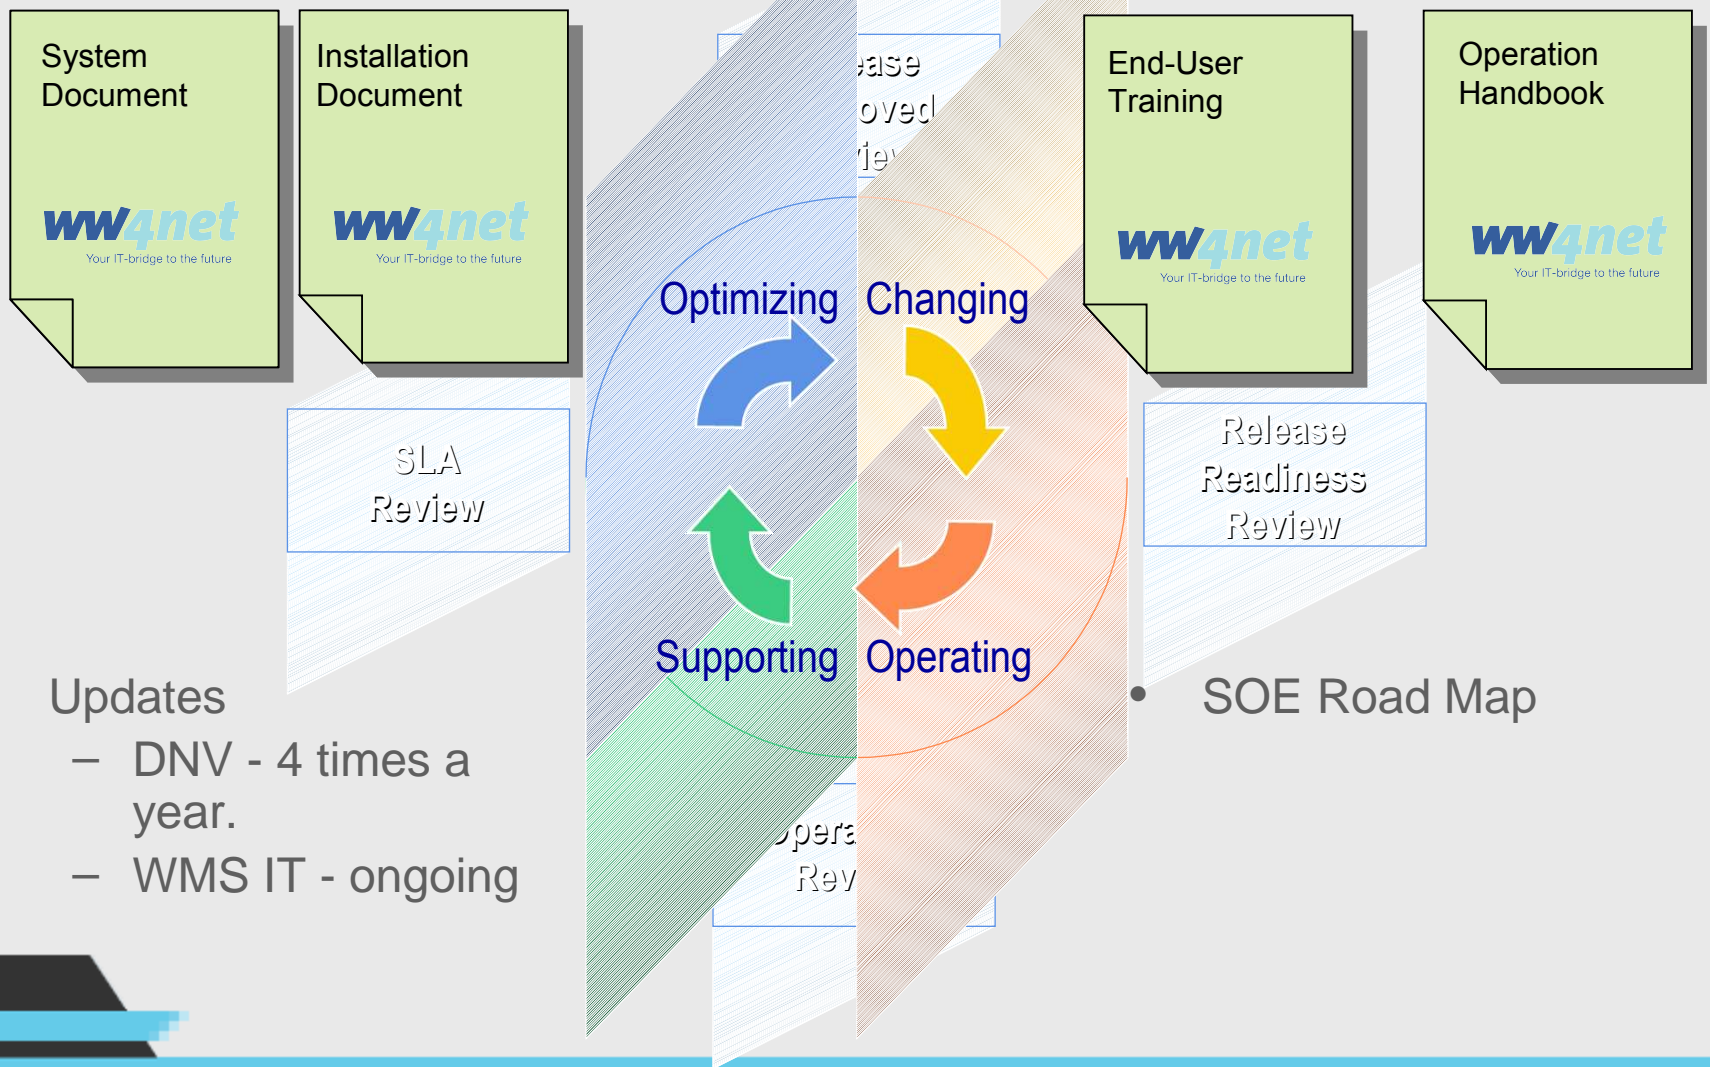 System
Document
ww4net
Your IT-bridge to the future
Installation
Document
ww4net
Your IT-bridge to the future
End-User
Training
ww4net
Your IT-bridge to the future
Operation
Handbook
ww4net
Your IT-bridge to the future
Optimizing
Changing
SLA
Review
Release
Readiness
Review
Supporting
Operating
Updates
– DNV - 4 times a
year.
– WMS IT - ongoing
• SOE Road Map